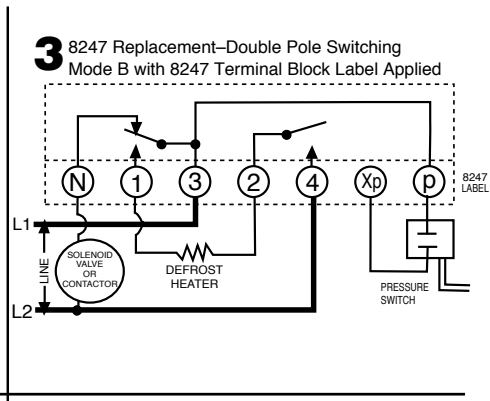 3 8247 Replacement–Double Pole Switching
Mode B with 8247 Terminal Block Label Applied
N 1 3 2 4 Xp p
8247
LABEL
L1
LINE
SOLENOID
VALVE
OR
CONTACTOR
DEFROST
HEATER
PRESSURE
SWITCH
L2